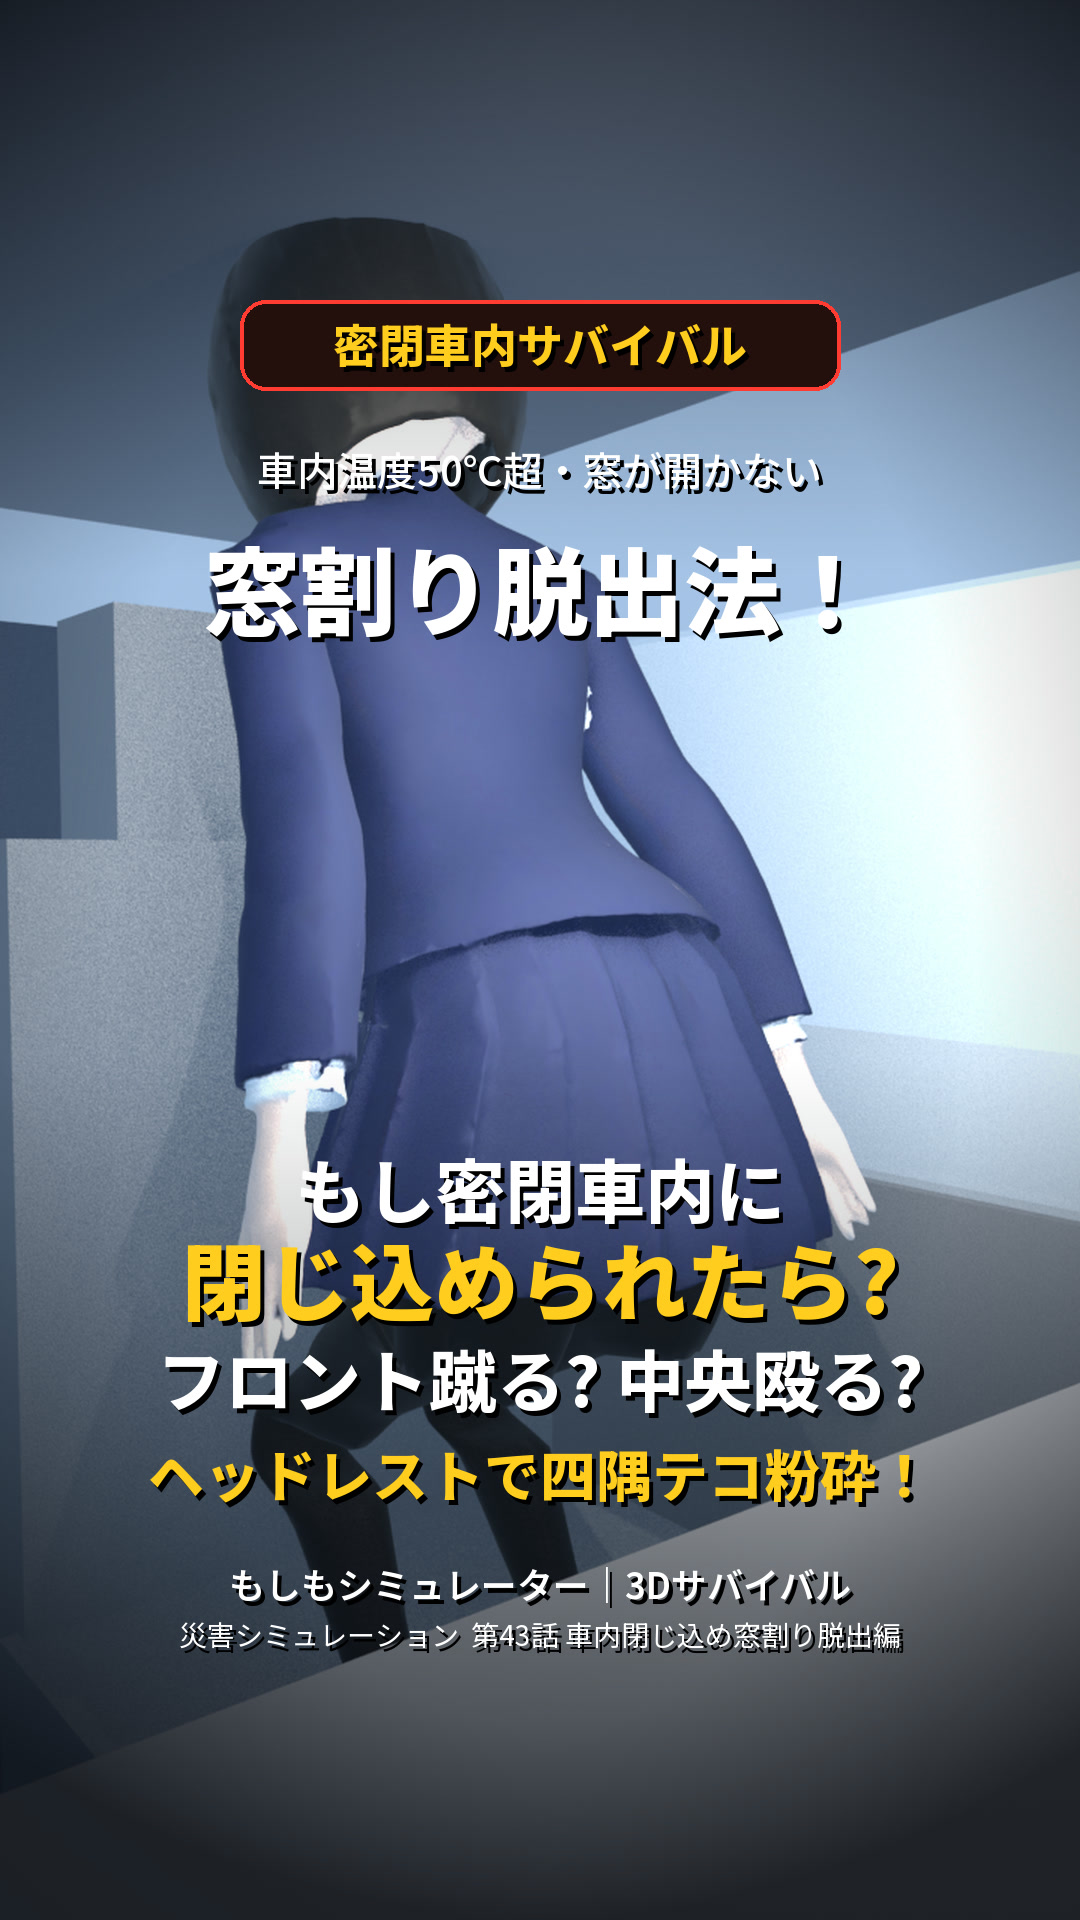 密閉車内サバイバル
車内温度50℃超・窓が開かない
窓割り脱出法！
もし密閉車内に
閉じ込められたら?
フロント蹴る? 中央殴る?
ヘッドレストで四隅テコ粉砕！
もしもシミュレーター｜3Dサバイバル
災害シミュレーション 第43話 車内閉じ込め窓割り脱出編